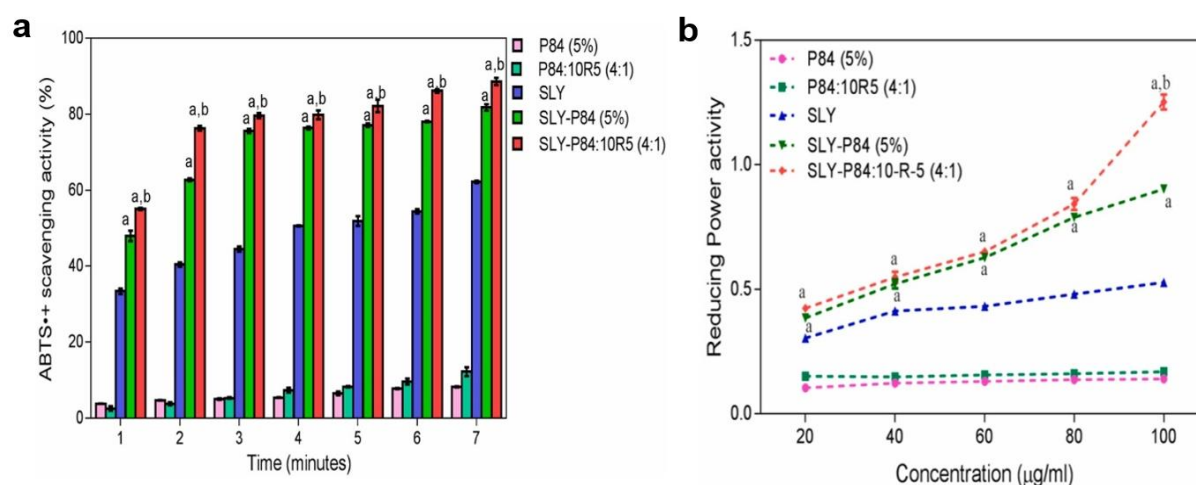 a
100
80
60
40
20
0
ABTS•+ scavenging activity (%)
1 2 3 4 5 6 7
Time (minutes)
a a,b
a a,b
a a,b
a a,b
a a,b
a a,b
a a,b
P84 (5%)
P84:10R5 (4:1)
SLY
SLY-P84 (5%)
SLY-P84:10R5 (4:1)
b
1.5
1.0
0.5
0.0
Reducing Power activity
20 40 60 80 100
Concentration (µg/ml)
P84 (5%)
P84:10R5 (4:1)
SLY
SLY-P84 (5%)
SLY-P84:10-R-5 (4:1)
a a a a a,b
a a a a a